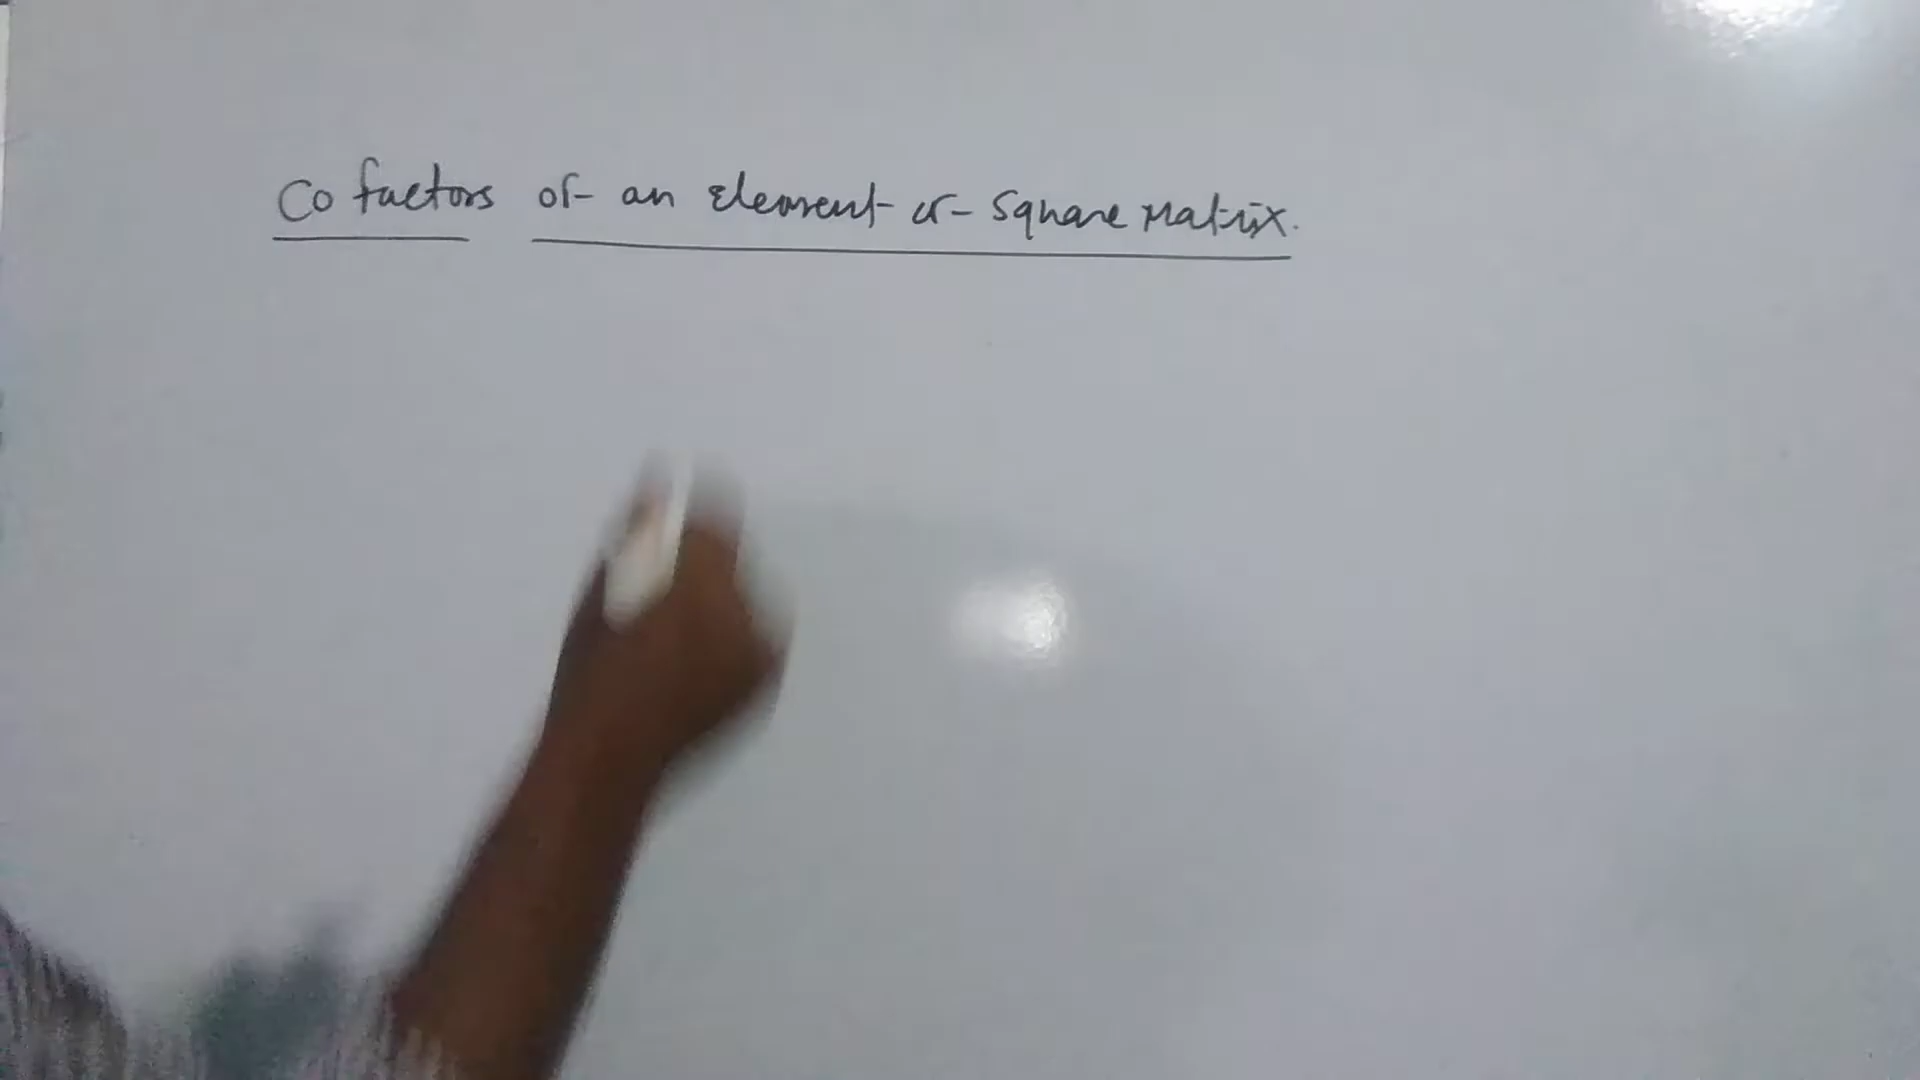 Co factors of an Element of Square Matrix.